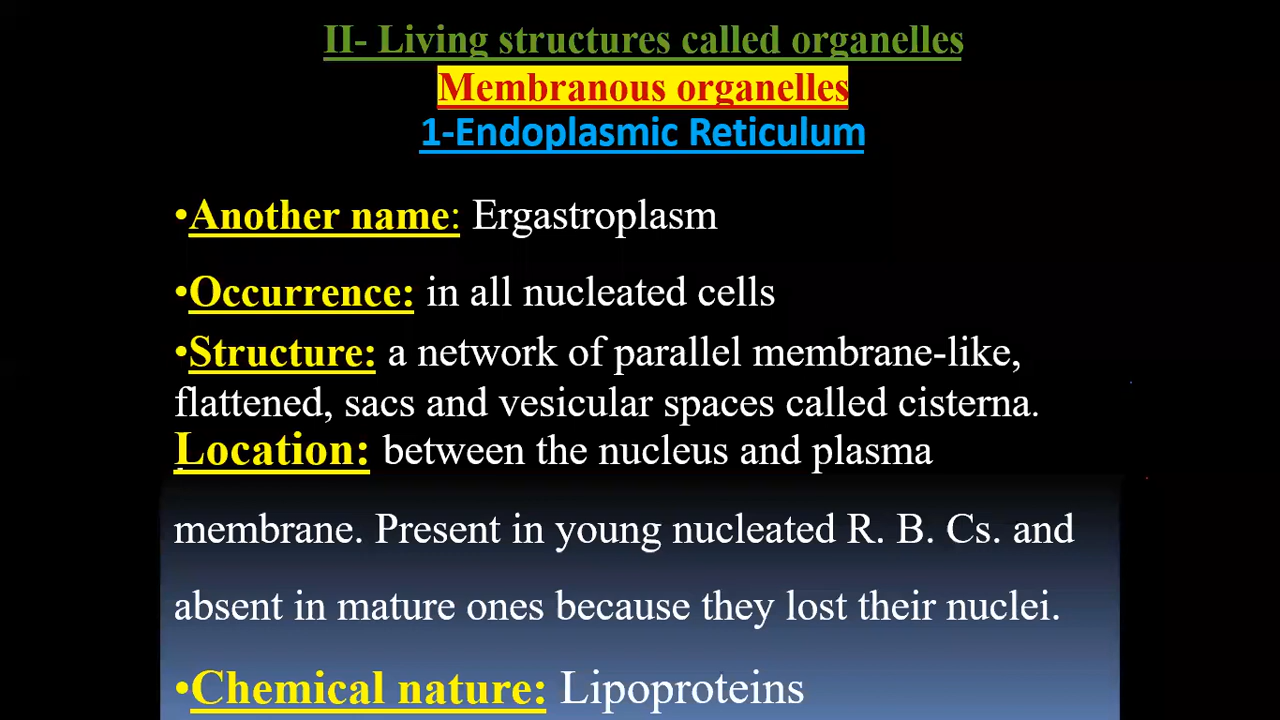 II- Living structures called organelles
Membranous organelles
1-Endoplasmic Reticulum
•Another name: Ergastroplasm
•Occurrence: in all nucleated cells
•Structure: a network of parallel membrane-like,
flattened, sacs and vesicular spaces called cisterna.
Location: between the nucleus and plasma
membrane. Present in young nucleated R. B. Cs. and
absent in mature ones because they lost their nuclei.
•Chemical nature: Lipoproteins